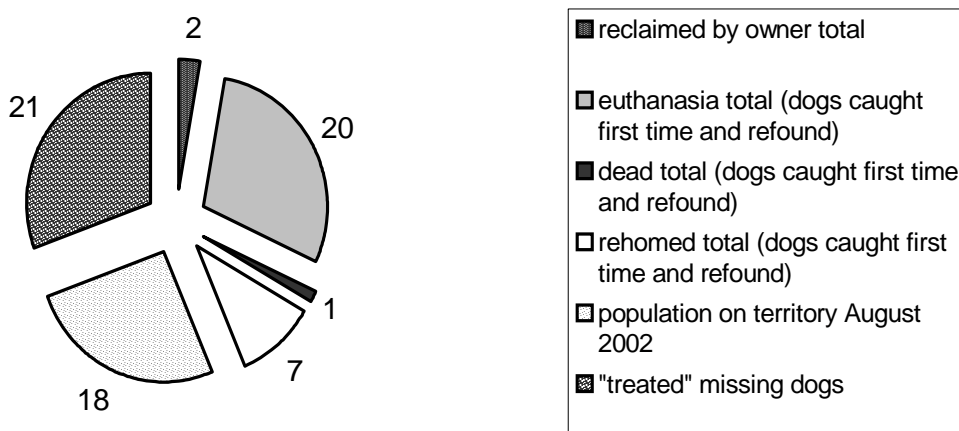 2
20
1
7
18
21
reclaimed by owner total
euthanasia total (dogs caught
first time and refound)
dead total (dogs caught first time
and refound)
rehomed total (dogs caught first
time and refound)
population on territory August
2002
"treated" missing dogs